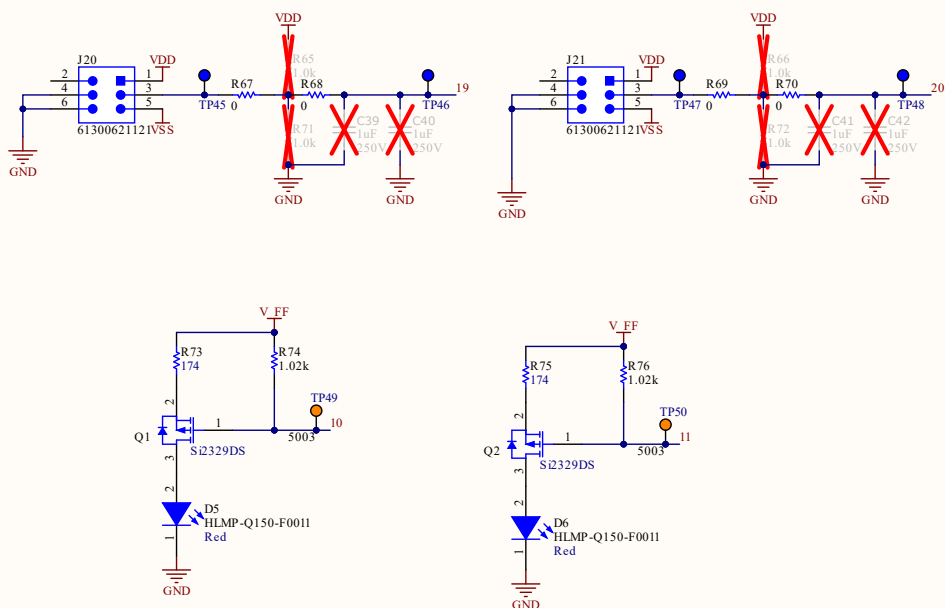 VDD
R65
1.0k
J20
2
4
6
1
3
5
VDD
VSS
61300621121
TP45
R67
0
R68
0
TP46
19
R71
1.0k
C39
1uF
250V
C40
1uF
250V
GND
GND
GND
VDD
R66
1.0k
J21
2
4
6
1
3
5
VDD
VSS
61300621121
TP47
R69
0
R70
0
TP48
20
R72
1.0k
C41
1uF
250V
C42
1uF
250V
GND
GND
GND
V_FF
R73
174
R74
1.02k
TP49
10
5003
2
1
Q1
Si2329DS
3
2
D5
HLMP-Q150-F0011
Red
1
GND
V_FF
R75
174
R76
1.02k
TP50
11
5003
2
1
Q2
Si2329DS
3
2
D6
HLMP-Q150-F0011
Red
1
GND